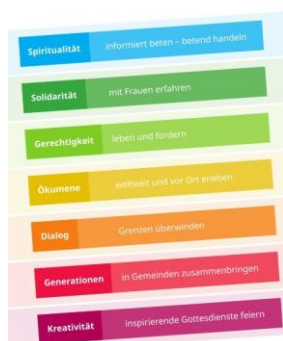 Spiritualität informiert beten – betend handeln
Solidarität mit Frauen erfahren
Gerechtigkeit leben und fordern
Ökumene weltweit und vor Ort erleben
Dialog Grenzen überwinden
Generationen in Gemeinden zusammenbringen
Kreativität inspirierende Gottesdienste feiern